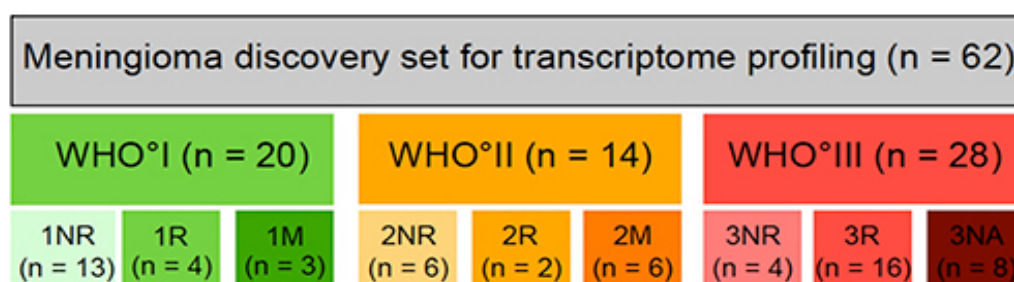 Meningioma discovery set for transcriptome profiling (n = 62)
WHO°I (n = 20) WHO°II (n = 14) WHO°III (n = 28)
1NR 1R 1M 2NR 2R 2M 3NR 3R 3NA
(n = 13) (n = 4) (n = 3) (n = 6) (n = 2) (n = 6) (n = 4) (n = 16) (n = 8)